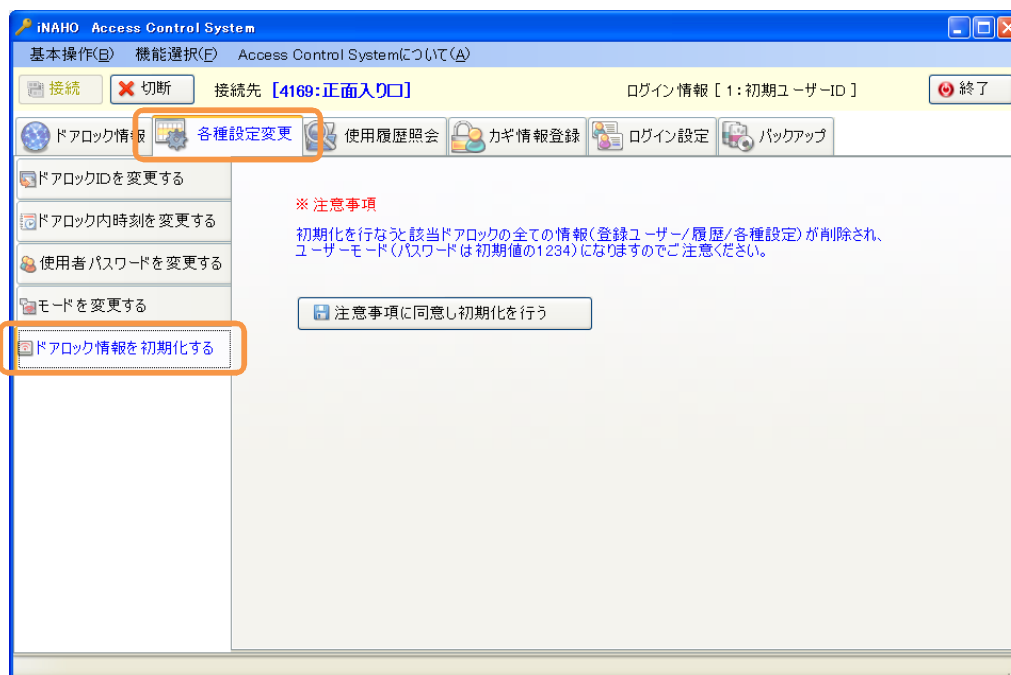 iNAHO Access Control System
基本操作(B) 機能選択(F) Access Control Systemについて(A)
接続 切断 接続先 [4169:正面入り口] ログイン情報 [ 1:初期ユーザーID ] 終了
ドアロック情報 各種設定変更 使用履歴照会 カギ情報登録 ログイン設定 バックアップ
ドアロックIDを変更する
ドアロック内時刻を変更する
使用者パスワードを変更する
モードを変更する
ドアロック情報を初期化する
※ 注意事項
初期化を行なうと該当ドアロックの全ての情報(登録ユーザー/履歴/各種設定)が削除され、
ユーザーモード(パスワードは初期値の1234)になりますのでご注意ください。
注意事項に同意し初期化を行う